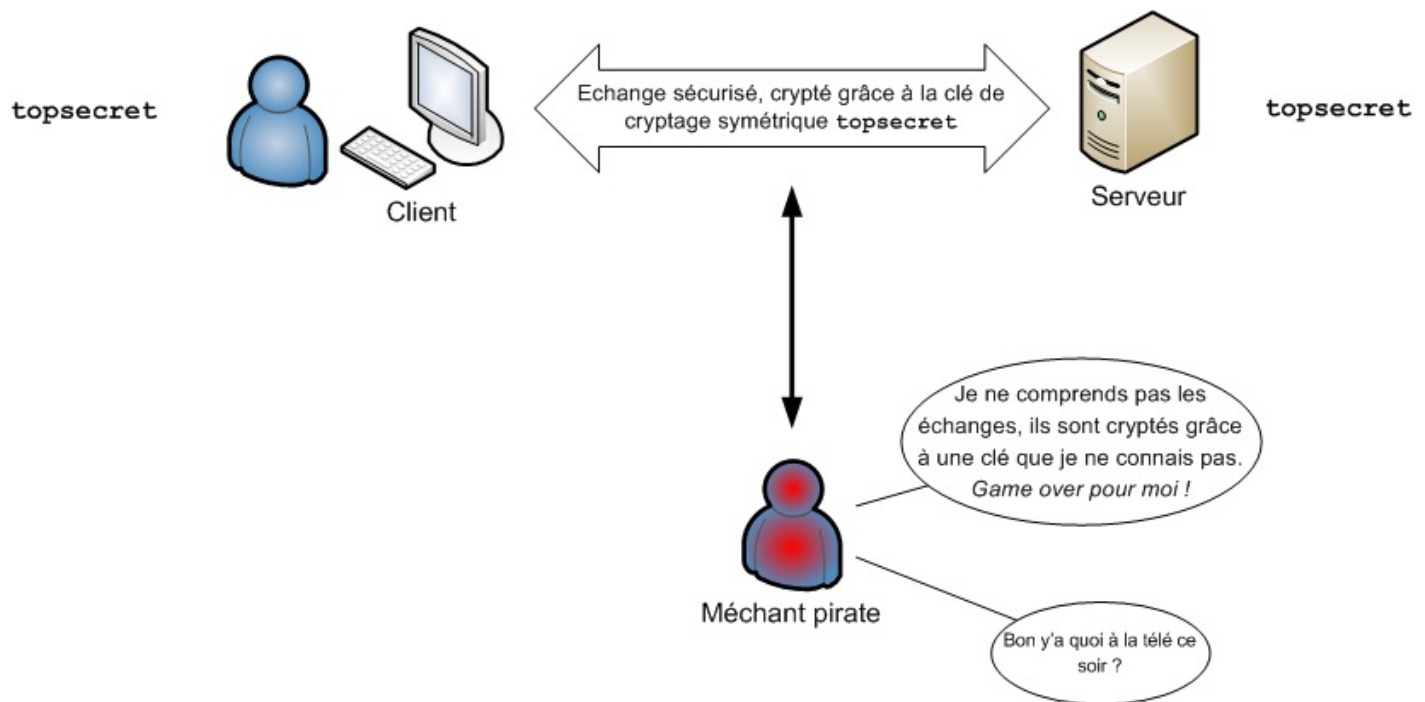 topsecret
Echange sécurisé, crypté grâce à la clé de
cryptage symétrique topsecret
topsecret
Client
Serveur
Je ne comprends pas les
échanges, ils sont cryptés grâce
à une clé que je ne connais pas.
Game over pour moi !
Méchant pirate
Bon y'a quoi à la télé ce
soir ?